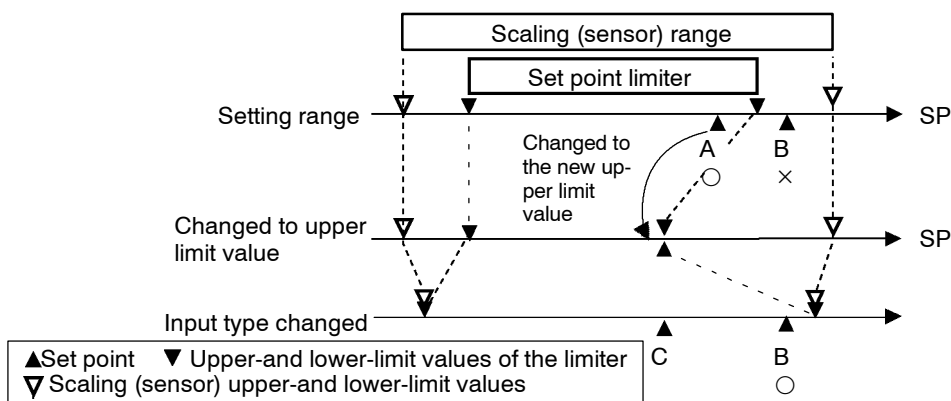 Scaling (sensor) range
Set point limiter
Setting range
SP
A
B
○
×
Changed to
the new up-
per limit
value
Changed to upper
limit value
SP
Input type changed
C
B
○
▲Set point ▼ Upper-and lower-limit values of the limiter
▽ Scaling (sensor) upper-and lower-limit values